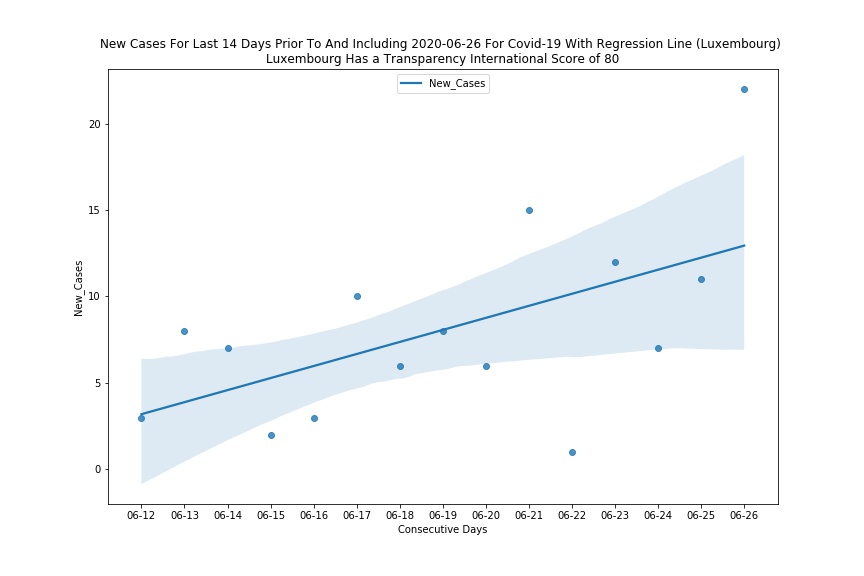 New Cases For Last 14 Days Prior To And Including 2020-06-26 For Covid-19 With Regression Line (Luxembourg)
Luxembourg Has a Transparency International Score of 80
New_Cases
New_Cases
20
15
10
5
0
06-12 06-13 06-14 06-15 06-16 06-17 06-18 06-19 06-20 06-21 06-22 06-23 06-24 06-25 06-26
Consecutive Days